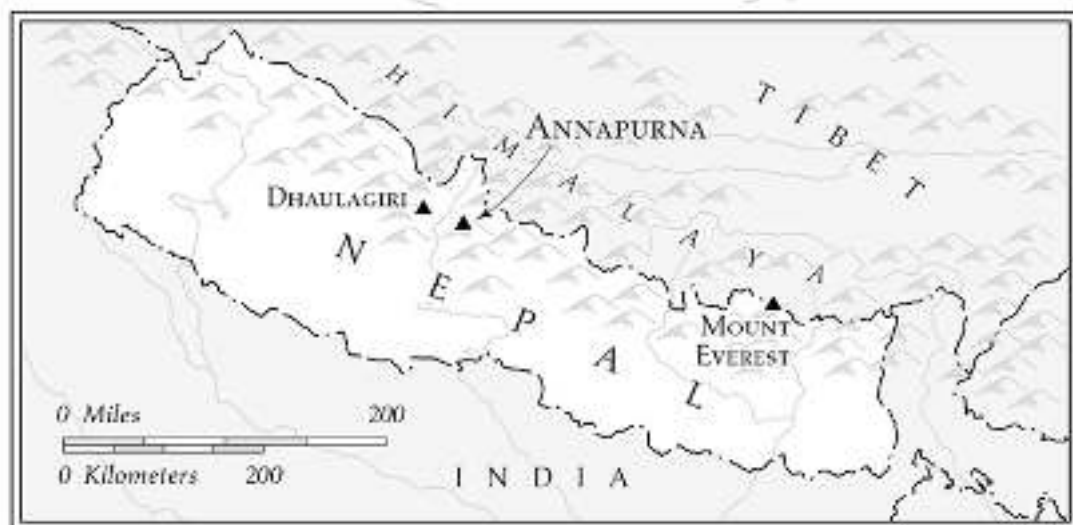 HIMALAYA
TIBET
ANNAPURNA
DHAULAGIRI
NEPAL
MOUNT
EVEREST
0 Miles 200
0 Kilometers 200
INDIA